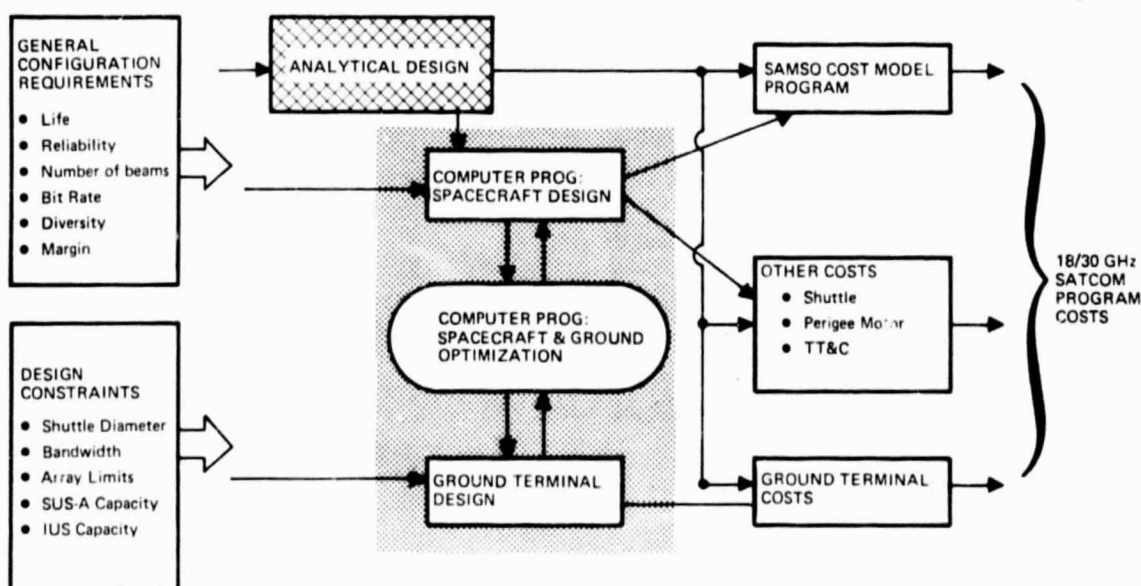 GENERAL
CONFIGURATION
REQUIREMENTS
● Life
● Reliability
● Number of beams
● Bit Rate
● Diversity
● Margin
DESIGN
CONSTRAINTS
● Shuttle Diameter
● Bandwidth
● Array Limits
● SUS-A Capacity
● IUS Capacity
ANALYTICAL DESIGN
COMPUTER PROG:
SPACECRAFT DESIGN
COMPUTER PROG:
SPACECRAFT & GROUND
OPTIMIZATION
GROUND TERMINAL
DESIGN
SAMSO COST MODEL
PROGRAM
OTHER COSTS
● Shuttle
● Perigee Motor
● TT&C
GROUND TERMINAL
COSTS
18/30 GHz
SATCOM
PROGRAM
COSTS